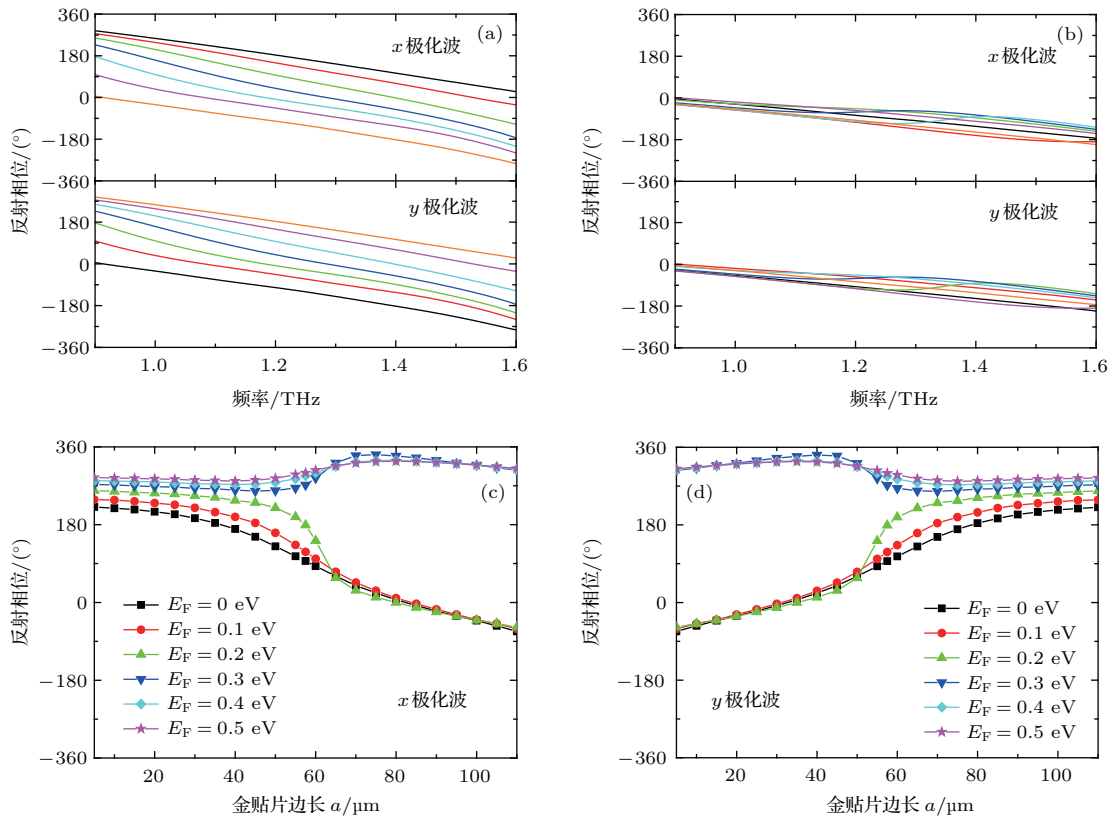 360
180
0
−180
−360
180
0
−180
−360
反射相位/(°)
(a)
x 极化波
y 极化波
1.0
1.2
1.4
1.6
频率/THz
360
180
0
−180
−360
180
0
−180
−360
反射相位/(°)
(b)
x 极化波
y 极化波
1.0
1.2
1.4
1.6
频率/THz
360
180
0
−180
−360
反射相位/(°)
(c)
E_F = 0 eV
E_F = 0.1 eV
E_F = 0.2 eV
E_F = 0.3 eV
E_F = 0.4 eV
E_F = 0.5 eV
x 极化波
20
40
60
80
100
金贴片边长 a/μm
360
180
0
−180
−360
反射相位/(°)
(d)
E_F = 0 eV
E_F = 0.1 eV
E_F = 0.2 eV
E_F = 0.3 eV
E_F = 0.4 eV
E_F = 0.5 eV
y 极化波
20
40
60
80
100
金贴片边长 a/μm